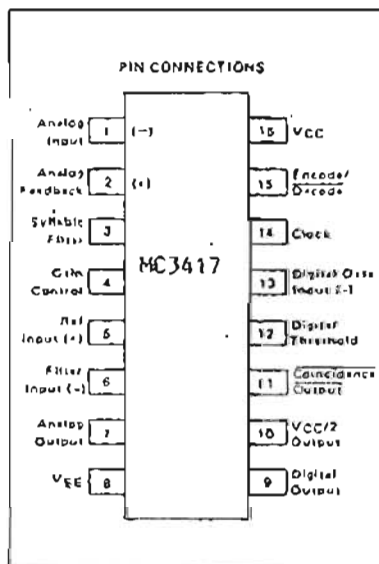 PIN CONNECTIONS
Analog
Input
1
(-)
16
VCC
Analog
Feedback
2
(+)
15
Encode/
Decode
Syllabic
Filter
3
14
Clock
Gain
Control
4
MC3417
13
Digital Data
Input (-)
Ref
Input (+)
5
12
Digital
Threshold
Filter
Input (-)
6
11
Coincidence
Output
Analog
Output
7
10
VCC/2
Output
VEE
8
9
Digital
Output